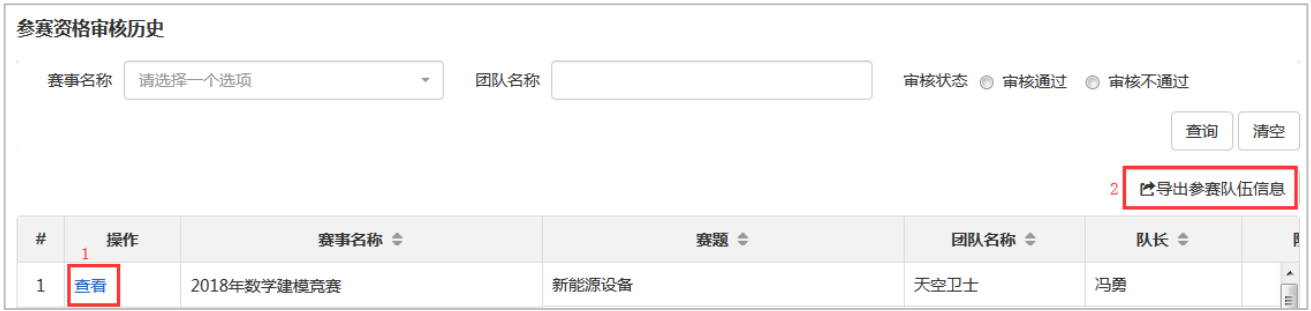 参赛资格审核历史
赛事名称 请选择一个选项 团队名称 审核状态 审核通过 审核不通过
查询 清空
2 导出参赛队伍信息
# 操作 赛事名称 赛题 团队名称 队长
1
1 查看 2018年数学建模竞赛 新能源设备 天空卫士 冯勇